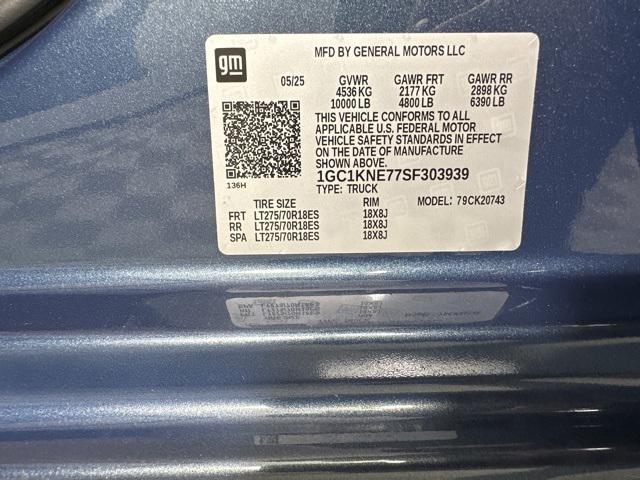 gm
MFD BY GENERAL MOTORS LLC
05/25 GVWR GAWR FRT GAWR RR
4536 KG 2177 KG 2898 KG
10000 LB 4800 LB 6390 LB
THIS VEHICLE CONFORMS TO ALL
APPLICABLE U.S. FEDERAL MOTOR
VEHICLE SAFETY STANDARDS IN EFFECT
ON THE DATE OF MANUFACTURE
SHOWN ABOVE.
1GC1KNE77SF303939
136H
TYPE: TRUCK
TIRE SIZE RIM MODEL: 79CK20743
FRT LT275/70R18ES 18X8J
RR LT275/70R18ES 18X8J
SPA LT275/70R18ES 18X8J